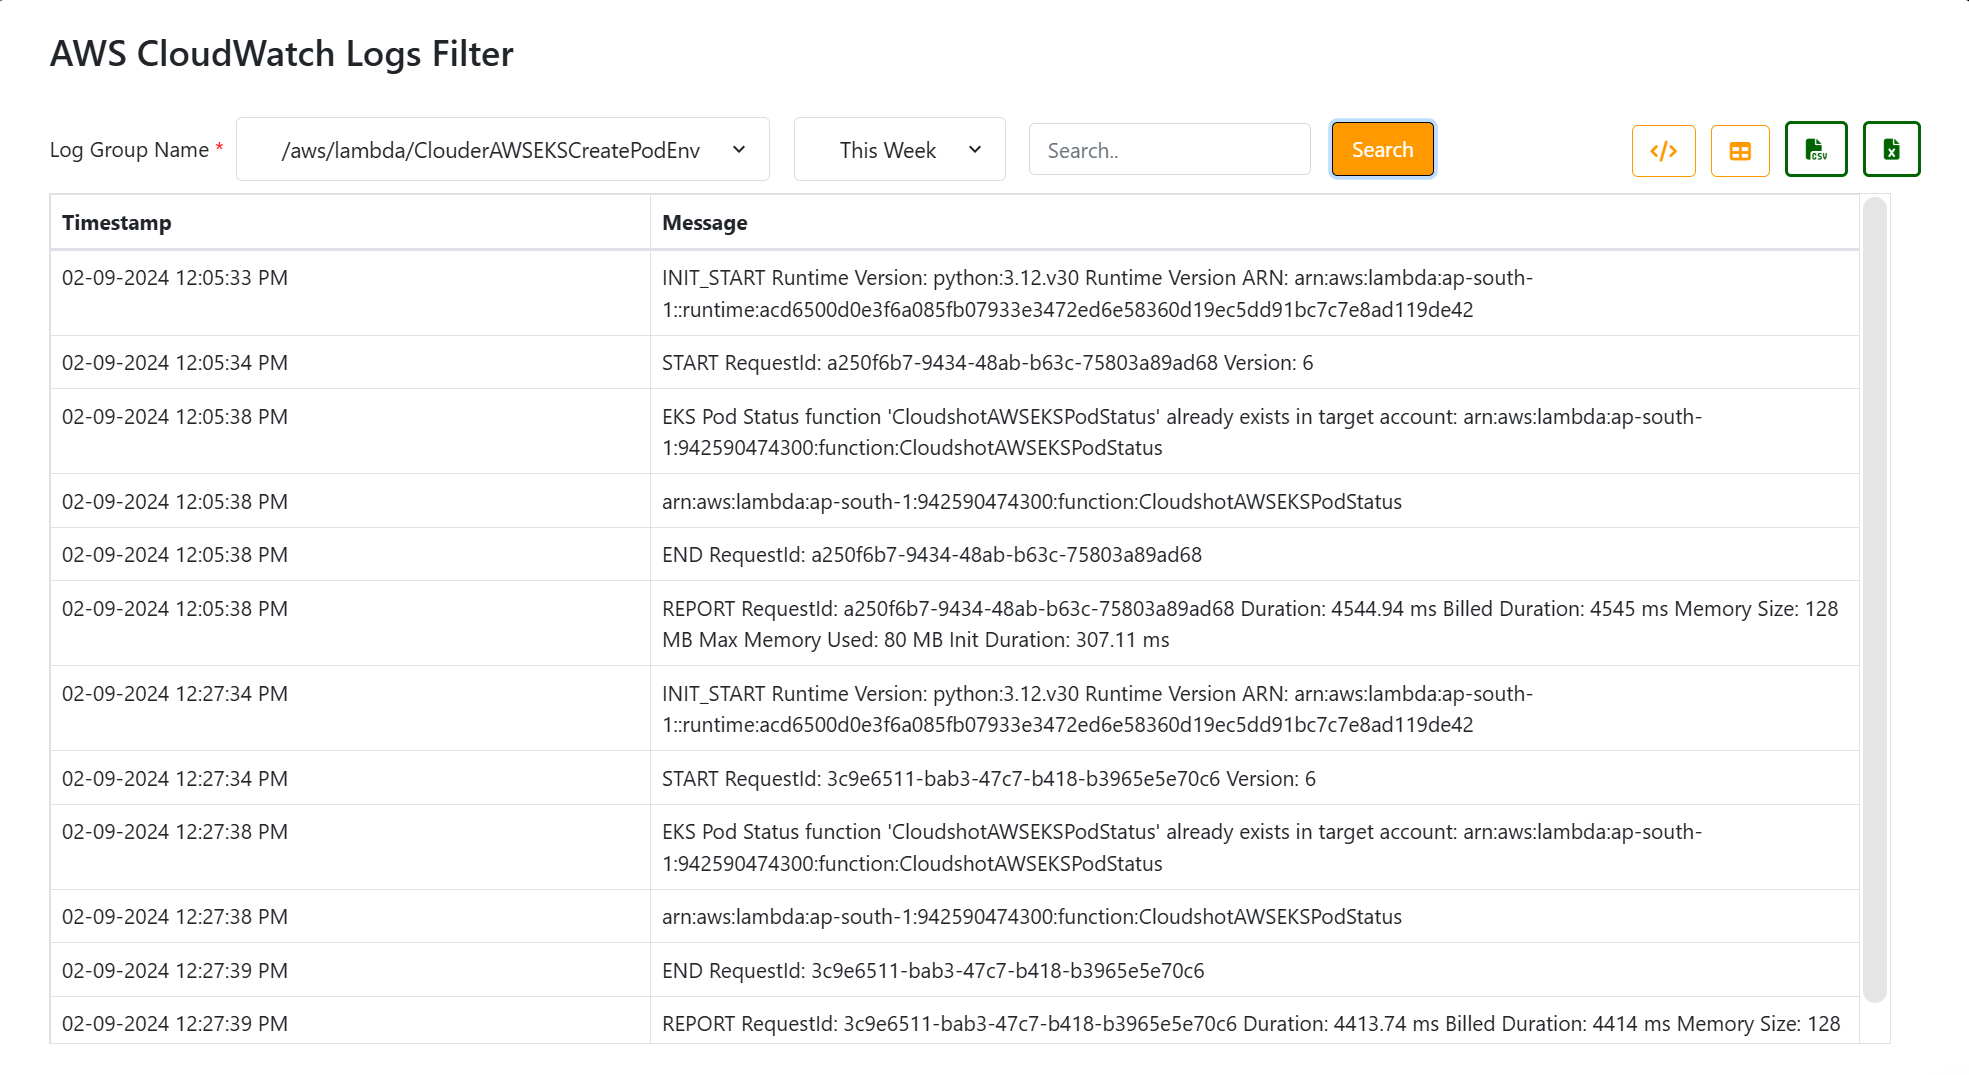 AWS CloudWatch Logs Filter
Log Group Name * /aws/lambda/ClouderAWSEKSCreatePodEnv This Week Search.. Search </> CSV X
Timestamp Message
02-09-2024 12:05:33 PM INIT_START Runtime Version: python:3.12.v30 Runtime Version ARN: arn:aws:lambda:ap-south-
1::runtime:acd6500d0e3f6a085fb07933e3472ed6e58360d19ec5dd91bc7c7e8ad119de42
02-09-2024 12:05:34 PM START RequestId: a250f6b7-9434-48ab-b63c-75803a89ad68 Version: 6
02-09-2024 12:05:38 PM EKS Pod Status function 'CloudshotAWSEKSPodStatus' already exists in target account: arn:aws:lambda:ap-south-
1:942590474300:function:CloudshotAWSEKSPodStatus
02-09-2024 12:05:38 PM arn:aws:lambda:ap-south-1:942590474300:function:CloudshotAWSEKSPodStatus
02-09-2024 12:05:38 PM END RequestId: a250f6b7-9434-48ab-b63c-75803a89ad68
02-09-2024 12:05:38 PM REPORT RequestId: a250f6b7-9434-48ab-b63c-75803a89ad68 Duration: 4544.94 ms Billed Duration: 4545 ms Memory Size: 128
MB Max Memory Used: 80 MB Init Duration: 307.11 ms
02-09-2024 12:27:34 PM INIT_START Runtime Version: python:3.12.v30 Runtime Version ARN: arn:aws:lambda:ap-south-
1::runtime:acd6500d0e3f6a085fb07933e3472ed6e58360d19ec5dd91bc7c7e8ad119de42
02-09-2024 12:27:34 PM START RequestId: 3c9e6511-bab3-47c7-b418-b3965e5e70c6 Version: 6
02-09-2024 12:27:38 PM EKS Pod Status function 'CloudshotAWSEKSPodStatus' already exists in target account: arn:aws:lambda:ap-south-
1:942590474300:function:CloudshotAWSEKSPodStatus
02-09-2024 12:27:38 PM arn:aws:lambda:ap-south-1:942590474300:function:CloudshotAWSEKSPodStatus
02-09-2024 12:27:39 PM END RequestId: 3c9e6511-bab3-47c7-b418-b3965e5e70c6
02-09-2024 12:27:39 PM REPORT RequestId: 3c9e6511-bab3-47c7-b418-b3965e5e70c6 Duration: 4413.74 ms Billed Duration: 4414 ms Memory Size: 128